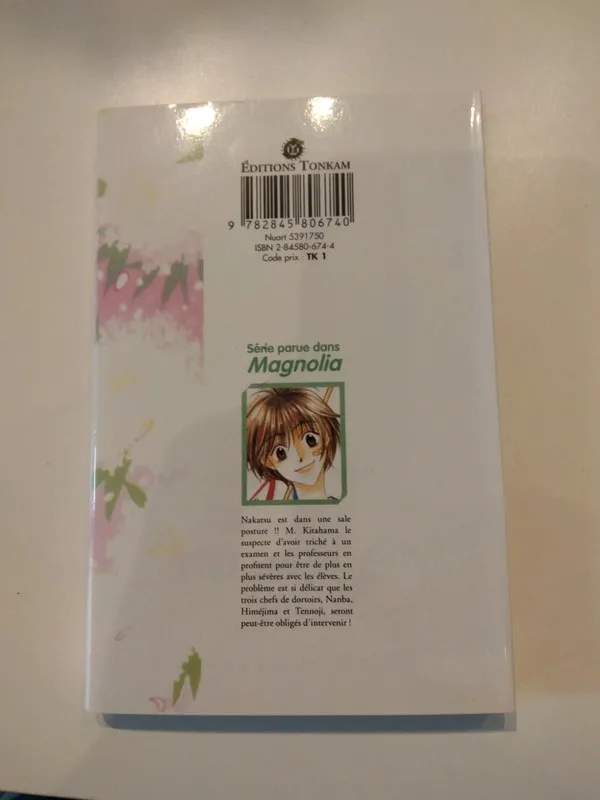 ÉDITIONS TONKAM
9 782845 806740
Nuart 5391750
ISBN 2-84580-674-4
Code prix : TK 1
Série parue dans
Magnolia
Nakatsu est dans une sale
posture !! M. Kitahama le
suspecte d'avoir triché à un
examen et les professeurs en
profitent pour être de plus en
plus sévères avec les élèves. Le
problème est si délicat que les
trois chefs de dortoirs, Nanba,
Himéjima et Tennoji, seront
peut-être obligés d'intervenir !